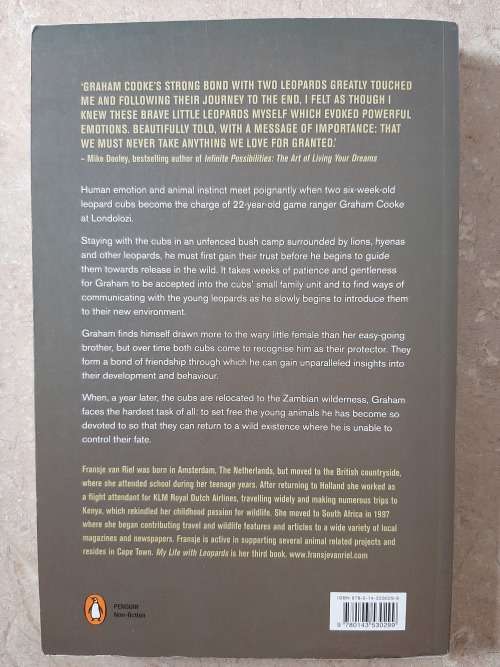 ‘GRAHAM COOKE’S STRONG BOND WITH TWO LEOPARDS GREATLY TOUCHED
ME AND FOLLOWING THEIR JOURNEY TO THE END, I FELT AS THOUGH I
KNEW THESE BRAVE LITTLE LEOPARDS MYSELF WHICH EVOKED POWERFUL
EMOTIONS. BEAUTIFULLY TOLD, WITH A MESSAGE OF IMPORTANCE: THAT
WE MUST NEVER TAKE ANYTHING WE LOVE FOR GRANTED.’
– Mike Dooley, bestselling author of Infinite Possibilities: The Art of Living Your Dreams
Human emotion and animal instinct meet poignantly when two six-week-old
leopard cubs become the charge of 22-year-old game ranger Graham Cooke
at Londolozi.
Staying with the cubs in an unfenced bush camp surrounded by lions, hyenas
and other leopards, he must first gain their trust before he begins to guide
them towards release in the wild. It takes weeks of patience and gentleness
for Graham to be accepted into the cubs’ small family unit and to find ways of
communicating with the young leopards as he slowly begins to introduce them
to their new environment.
Graham finds himself drawn more to the wary little female than her easy-going
brother, but over time both cubs come to recognise him as their protector. They
form a bond of friendship through which he can gain unparalleled insights into
their development and behaviour.
When, a year later, the cubs are relocated to the Zambian wilderness, Graham
faces the hardest task of all: to set free the young animals he has become so
devoted to so that they can return to a wild existence where he is unable to
control their fate.
Fransje van Riel was born in Amsterdam, The Netherlands, but moved to the British countryside,
where she attended school during her teenage years. After returning to Holland she worked as
a flight attendant for KLM Royal Dutch Airlines, travelling widely and making numerous trips to
Kenya, which rekindled her childhood passion for wildlife. She moved to South Africa in 1997
where she began contributing travel and wildlife features and articles to a wide variety of local
magazines and newspapers. Fransje is active in supporting several animal related projects and
resides in Cape Town. My Life with Leopards is her third book. www.fransjevanriel.com
PENGUIN
Non-fiction
9 780143 530299